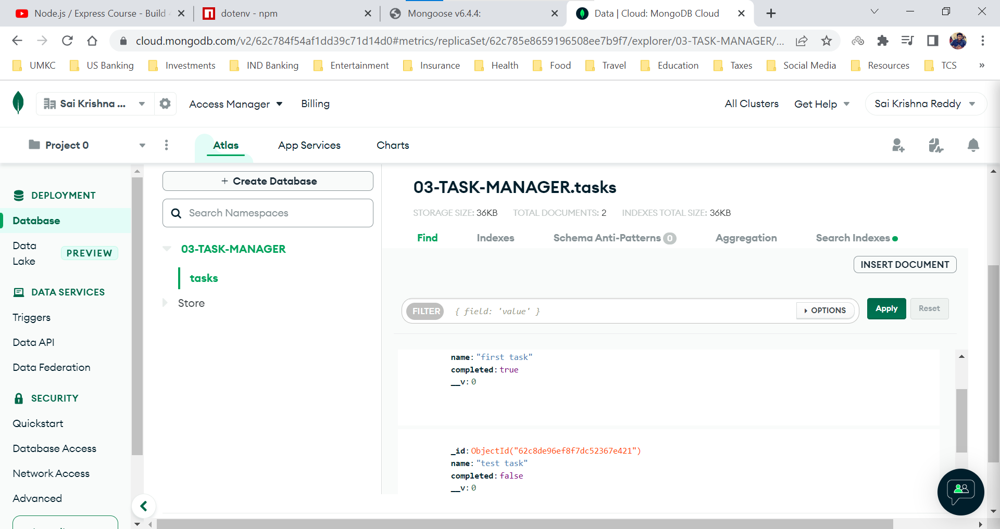 Node.js / Express Course - Build
dotenv - npm
Mongoose v6.4.4:
Data | Cloud: MongoDB Cloud
cloud.mongodb.com/v2/62c784f54af1dd39c71d14d0#metrics/replicaSet/62c785e8659196508ee7b9f7/explorer/03-TASK-MANAGER/...
UMKC US Banking Investments IND Banking Entertainment Insurance Health Food Travel Education Taxes Social Media Resources TCS »
Sai Krishna ... Access Manager Billing All Clusters Get Help Sai Krishna Reddy
Project 0 Atlas App Services Charts
DEPLOYMENT
Database
Data Lake PREVIEW
DATA SERVICES
Triggers
Data API
Data Federation
SECURITY
Quickstart
Database Access
Network Access
Advanced
+ Create Database
Search Namespaces
03-TASK-MANAGER
tasks
Store
03-TASK-MANAGER.tasks
STORAGE SIZE: 36KB TOTAL DOCUMENTS: 2 INDEXES TOTAL SIZE: 36KB
Find Indexes Schema Anti-Patterns 0 Aggregation Search Indexes
INSERT DOCUMENT
FILTER { field: 'value' } OPTIONS Apply Reset
name: "first task"
completed: true
__v: 0
_id: ObjectId("62c8de96ef8f7dc52367e421")
name: "test task"
completed: false
__v: 0